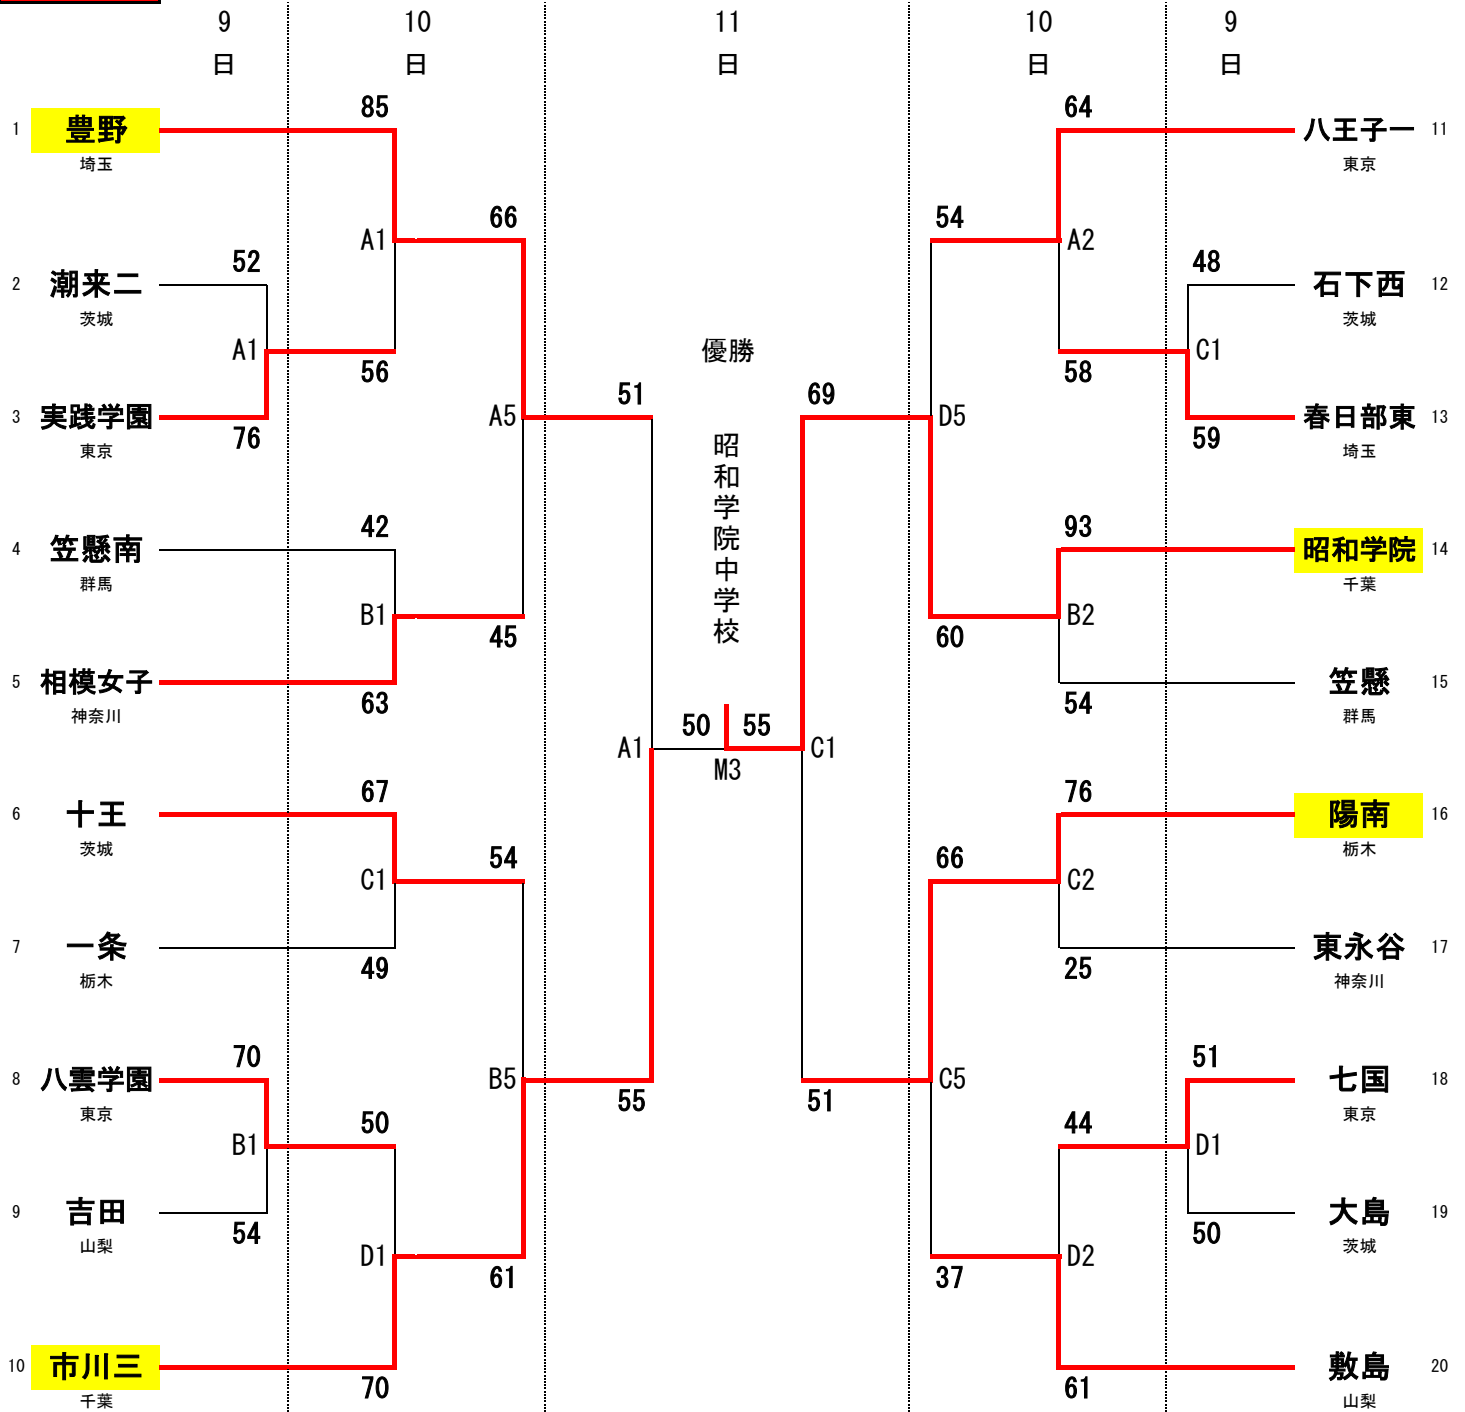 9
日
10
日
11
日
10
日
9
日
1
豊野
埼玉
85
A1
66
2
潮来二
茨城
52
A1
56
3
実践学園
東京
76
A5
51
4
笠懸南
群馬
42
B1
45
5
相模女子
神奈川
63
A1
6
十王
茨城
67
C1
54
7
一条
栃木
49
8
八雲学園
東京
70
B1
50
B5
55
9
吉田
山梨
54
D1
61
10
市川三
千葉
70
優勝
昭和学院中学校
50
55
M3
64
八王子一
11
東京
54
A2
48
石下西
12
茨城
C1
58
69
D5
59
春日部東
13
埼玉
93
昭和学院
14
千葉
60
B2
54
笠懸
15
群馬
C1
76
陽南
16
栃木
66
C2
25
東永谷
17
神奈川
51
七国
18
東京
51
C5
44
D1
50
大島
19
茨城
37
D2
61
敷島
20
山梨